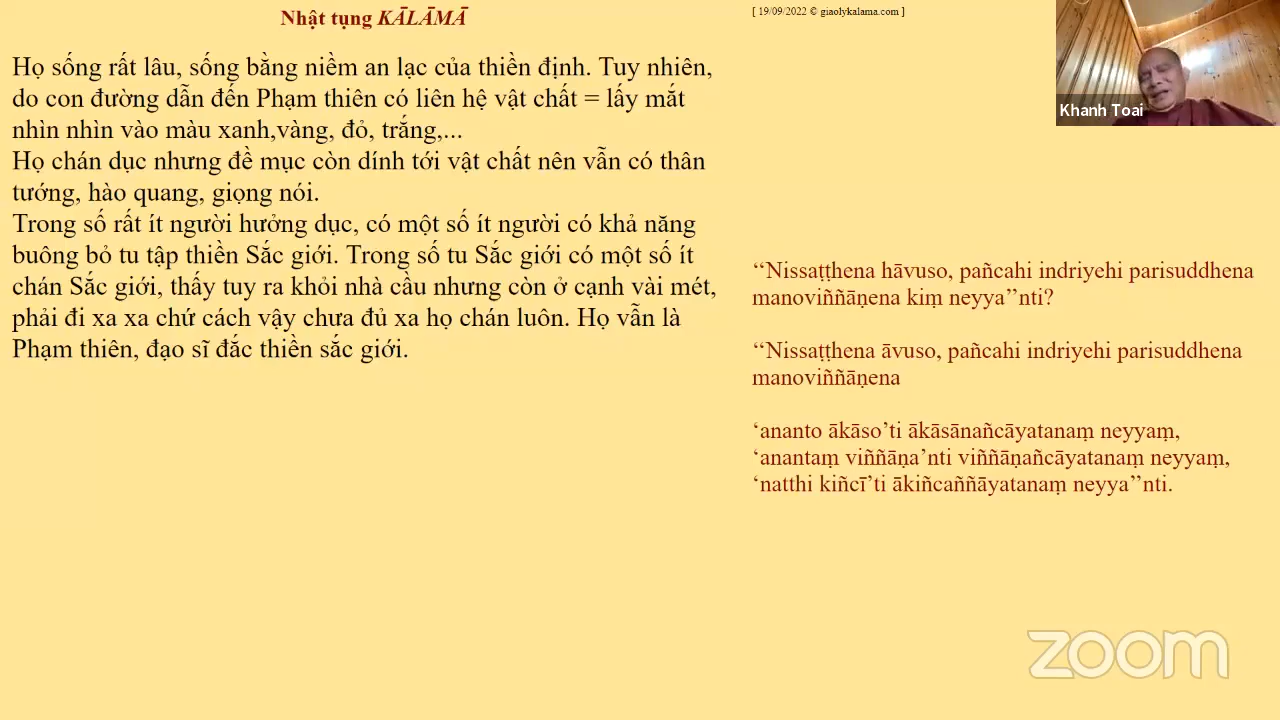 Nhật tụng KĀLĀMĀ
[ 19/09/2022 © giaolykalama.com ]
Họ sống rất lâu, sống bằng niềm an lạc của thiền định. Tuy nhiên,
do con đường dẫn đến Phạm thiên có liên hệ vật chất = lấy mắt
nhìn nhìn vào màu xanh,vàng, đỏ, trắng,...
Họ chán dục nhưng đề mục còn dính tới vật chất nên vẫn có thân
tướng, hào quang, giọng nói.
Trong số rất ít người hưởng dục, có một số ít người có khả năng
buông bỏ tu tập thiền Sắc giới. Trong số tu Sắc giới có một số ít
chán Sắc giới, thấy tuy ra khỏi nhà cầu nhưng còn ở cạnh vài mét,
phải đi xa xa chứ cách vậy chưa đủ xa họ chán luôn. Họ vẫn là
Phạm thiên, đạo sĩ đắc thiền sắc giới.
‘‘Nissaṭṭhena hāvuso, pañcahi indriyehi parisuddhena
manoviññāṇena kiṃ neyya’’nti?
‘‘Nissaṭṭhena āvuso, pañcahi indriyehi parisuddhena
manoviññāṇena
‘ananto ākāso’ti ākāsānañcāyatanaṃ neyyaṃ,
‘anantaṃ viññāṇa’nti viññāṇañcāyatanaṃ neyyaṃ,
‘natthi kiñcī’ti ākiñcaññāyatanaṃ neyya’’nti.
Khanh Toai
zoom